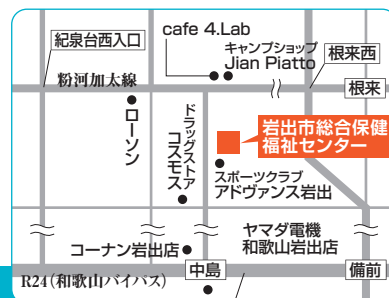 cafe 4.Lab
紀泉台西入口
キャンプショップ
Jian Piatto
根来西
粉河加太線
根来
ローソン
ドラッグストア
コスモス
岩出市総合保健
福祉センター
スポーツクラブ
アドヴァンス岩出
ヤマダ電機
和歌山岩出店
コーナン岩出店
中島
備前
R24(和歌山バイパス)